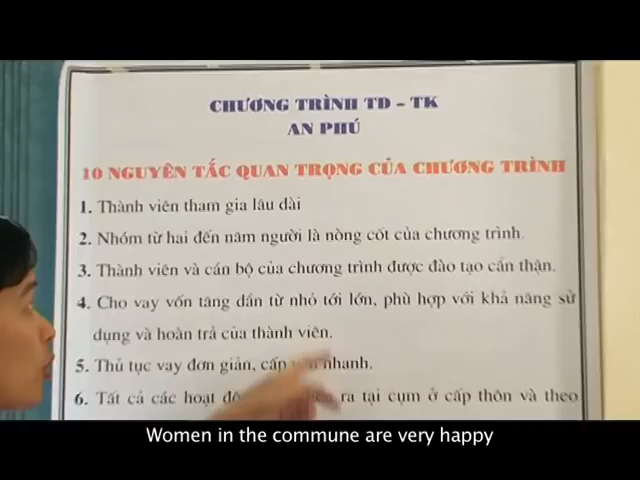 CHƯƠNG TRÌNH TD – TK
AN PHÚ
10 NGUYÊN TẮC QUAN TRỌNG CỦA CHƯƠNG TRÌNH
1. Thành viên tham gia lâu dài
2. Nhóm từ hai đến năm người là nòng cốt của chương trình.
3. Thành viên và cán bộ của chương trình được đào tạo cẩn thận.
4. Cho vay vốn tăng dần từ nhỏ tới lớn, phù hợp với khả năng sử
dụng và hoàn trả của thành viên.
5. Thủ tục vay đơn giản, cấp nhanh.
6. Tất cả các hoạt ra tại cụm ở cấp thôn và theo
Women in the commune are very happy